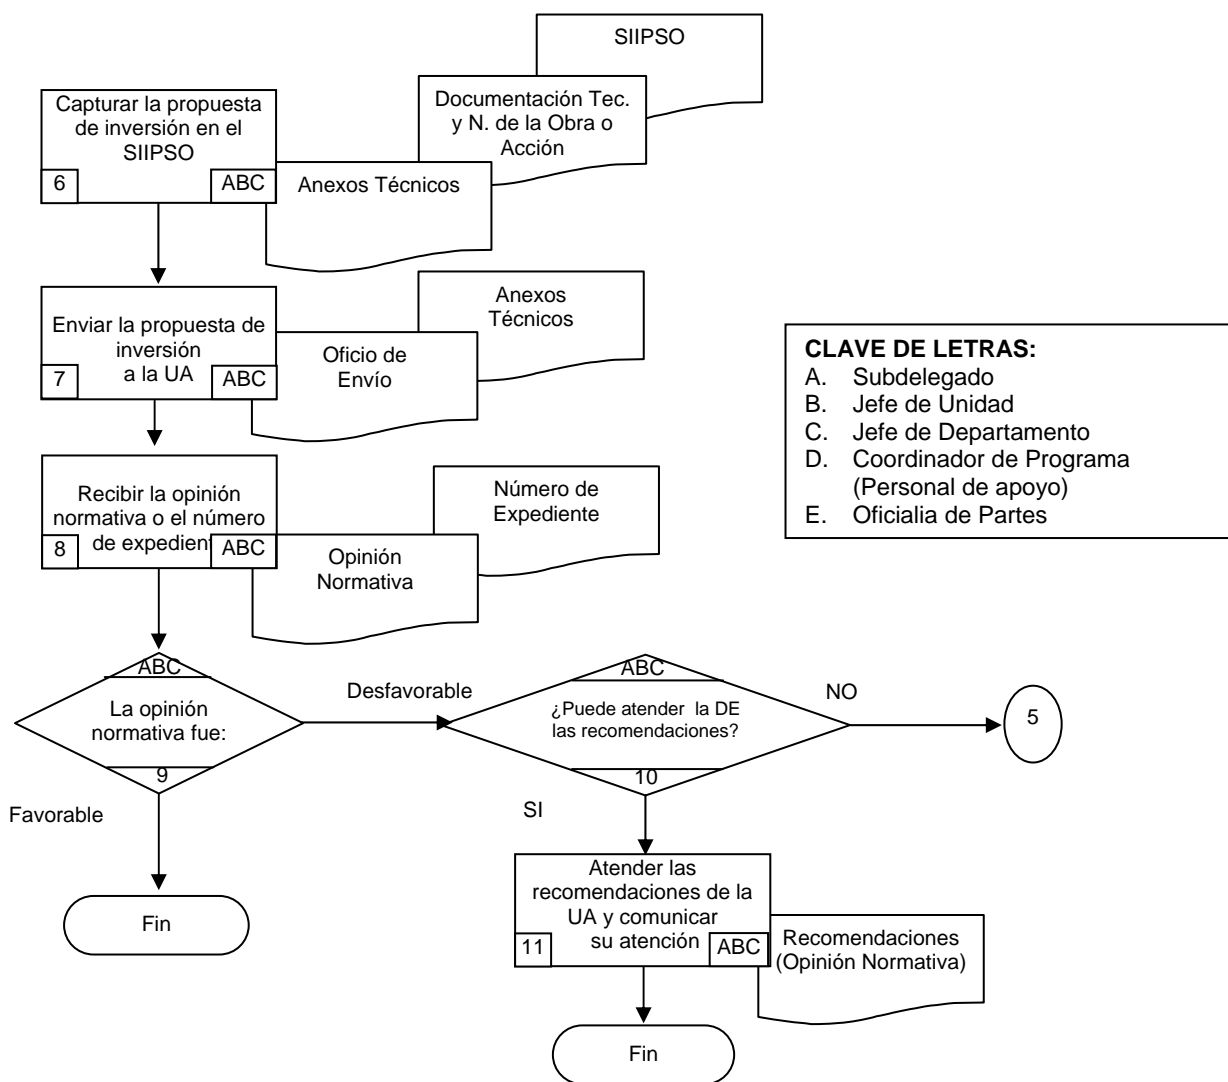 SIIPSO
Capturar la propuesta
de inversión en el
SIIPSO
6
ABC
Documentación Tec.
y N. de la Obra o
Acción
Anexos Técnicos
Enviar la propuesta de
inversión
a la UA
7
ABC
Anexos
Técnicos
Oficio de
Envío
CLAVE DE LETRAS:
A. Subdelegado
B. Jefe de Unidad
C. Jefe de Departamento
D. Coordinador de Programa
(Personal de apoyo)
E. Oficialia de Partes
Recibir la opinión
normativa o el número
de expedient
8
ABC
Número de
Expediente
Opinión
Normativa
ABC
La opinión
normativa fue:
9
Desfavorable
Favorable
ABC
¿Puede atender la DE
las recomendaciones?
10
NO
5
SI
Fin
Atender las
recomendaciones de la
UA y comunicar
su atención
11
ABC
Recomendaciones
(Opinión Normativa)
Fin